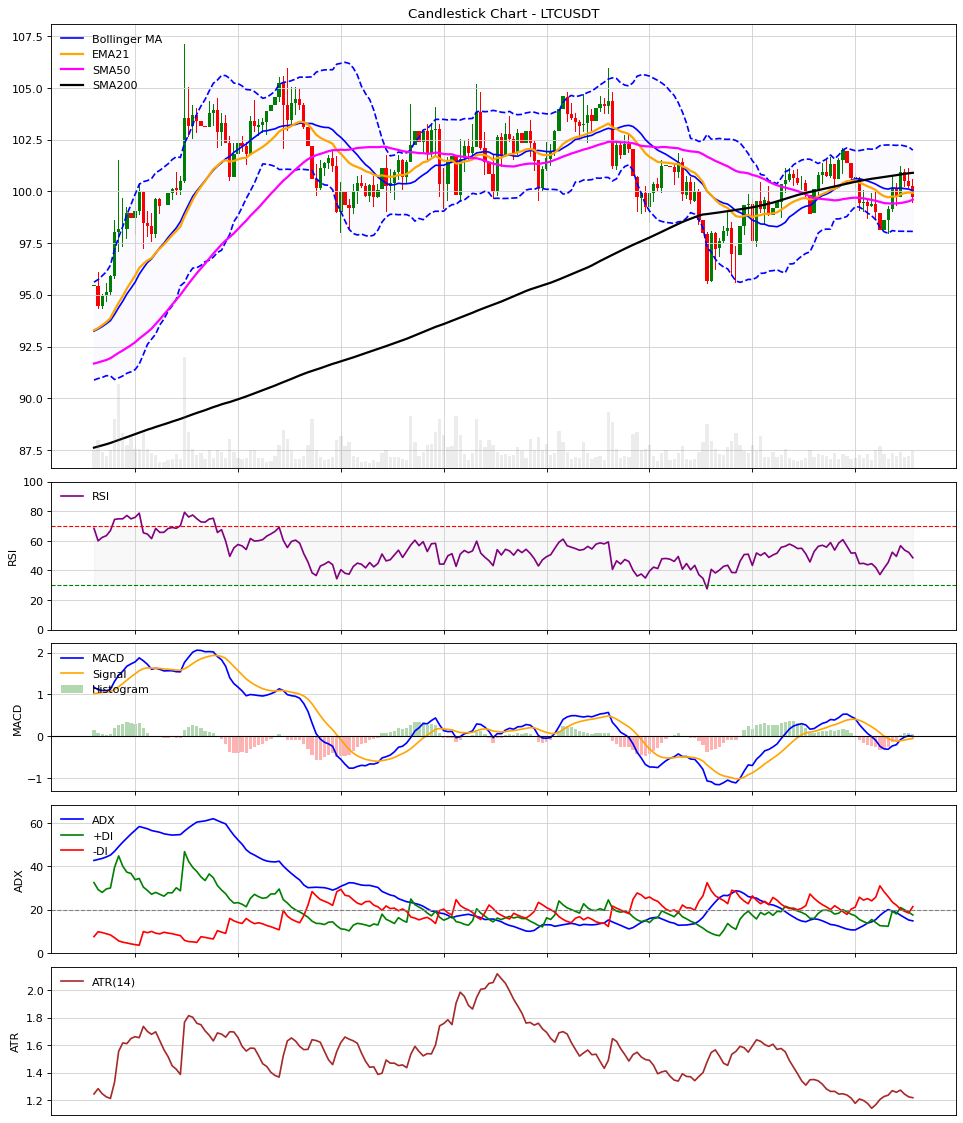 Candlestick Chart - LTCUSDT
Bollinger MA
EMA21
SMA50
SMA200
107.5
105.0
102.5
100.0
97.5
95.0
92.5
90.0
87.5
RSI
RSI
100
80
60
40
20
0
MACD
Signal
Histogram
MACD
2
1
0
−1
ADX
+DI
-DI
ADX
60
40
20
0
ATR(14)
ATR
2.0
1.8
1.6
1.4
1.2